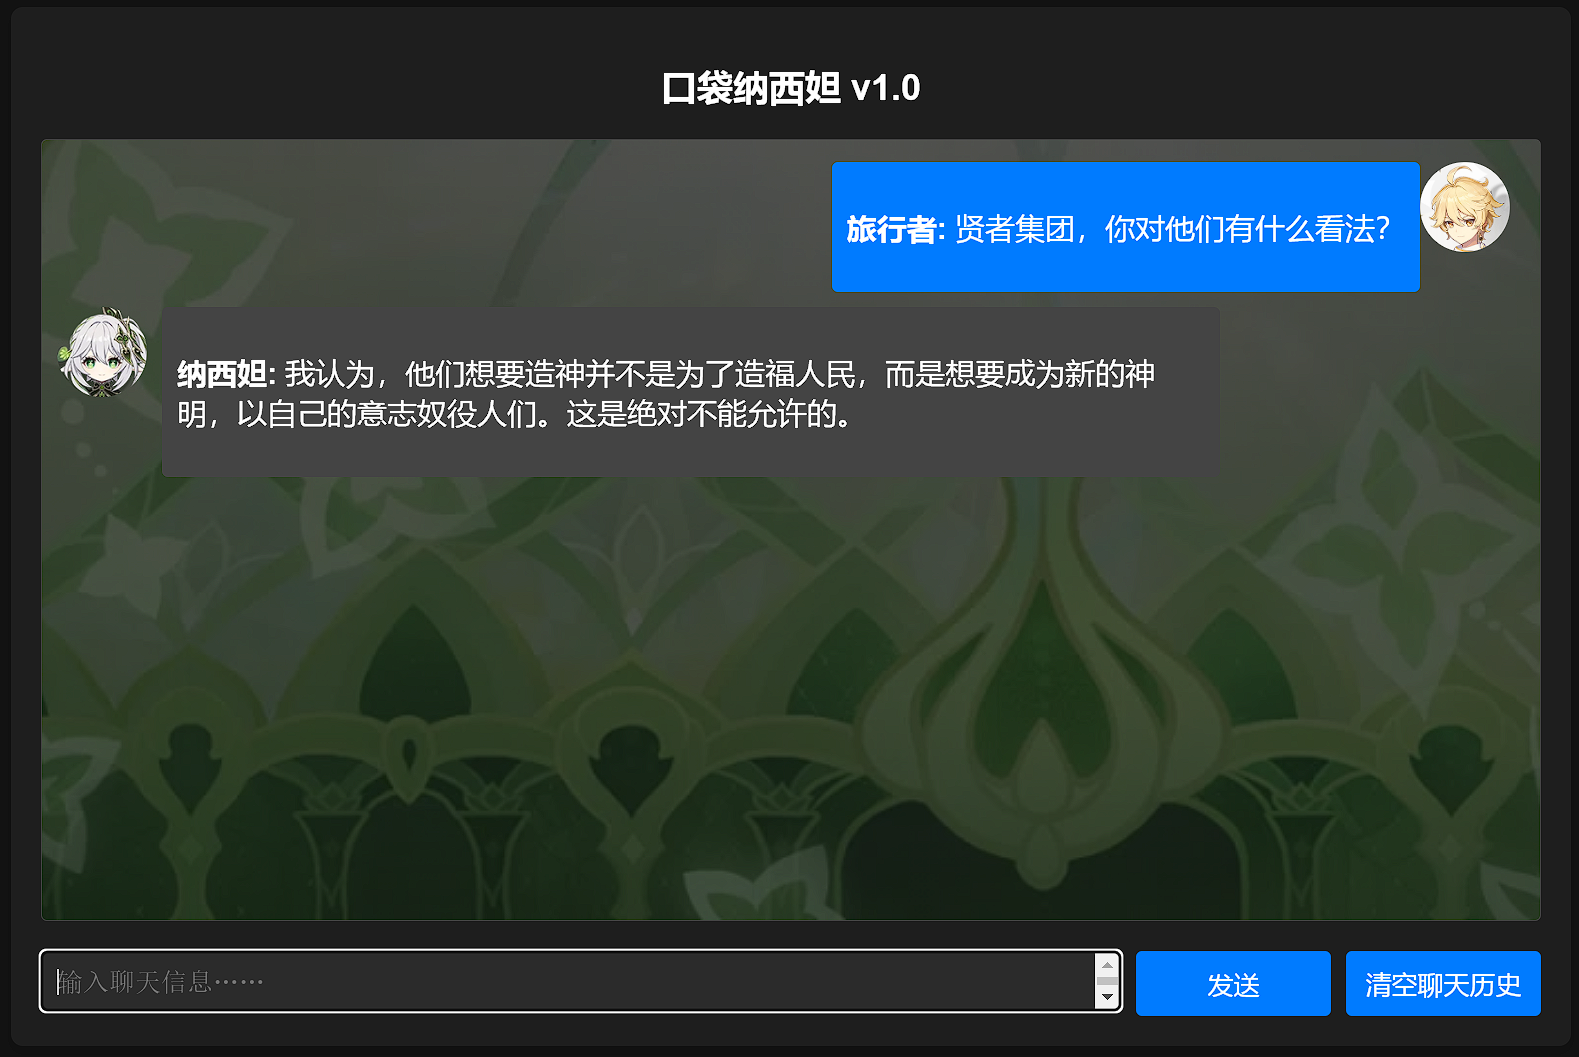 口袋纳西妲 v1.0
旅行者: 贤者集团，你对他们有什么看法？
纳西妲: 我认为，他们想要造神并不是为了造福人民，而是想要成为新的神
明，以自己的意志奴役人们。这是绝对不能允许的。
输入聊天信息……
发送
清空聊天历史